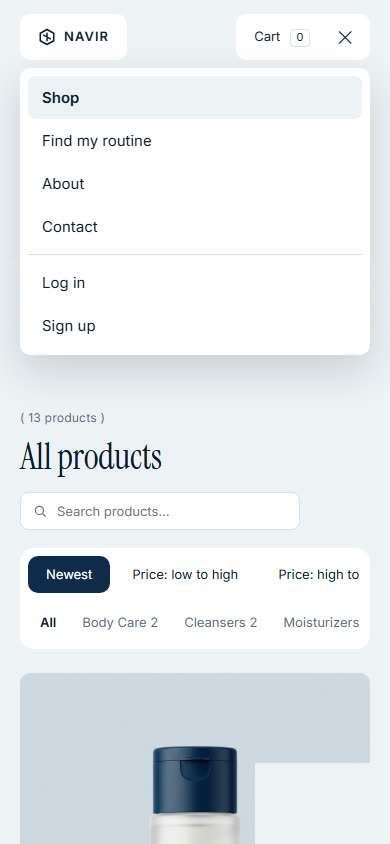 NAVIR
Cart 0
Shop
Find my routine
About
Contact
Log in
Sign up
( 13 products )
All products
Search products...
Newest Price: low to high Price: high to
All Body Care 2 Cleansers 2 Moisturizers